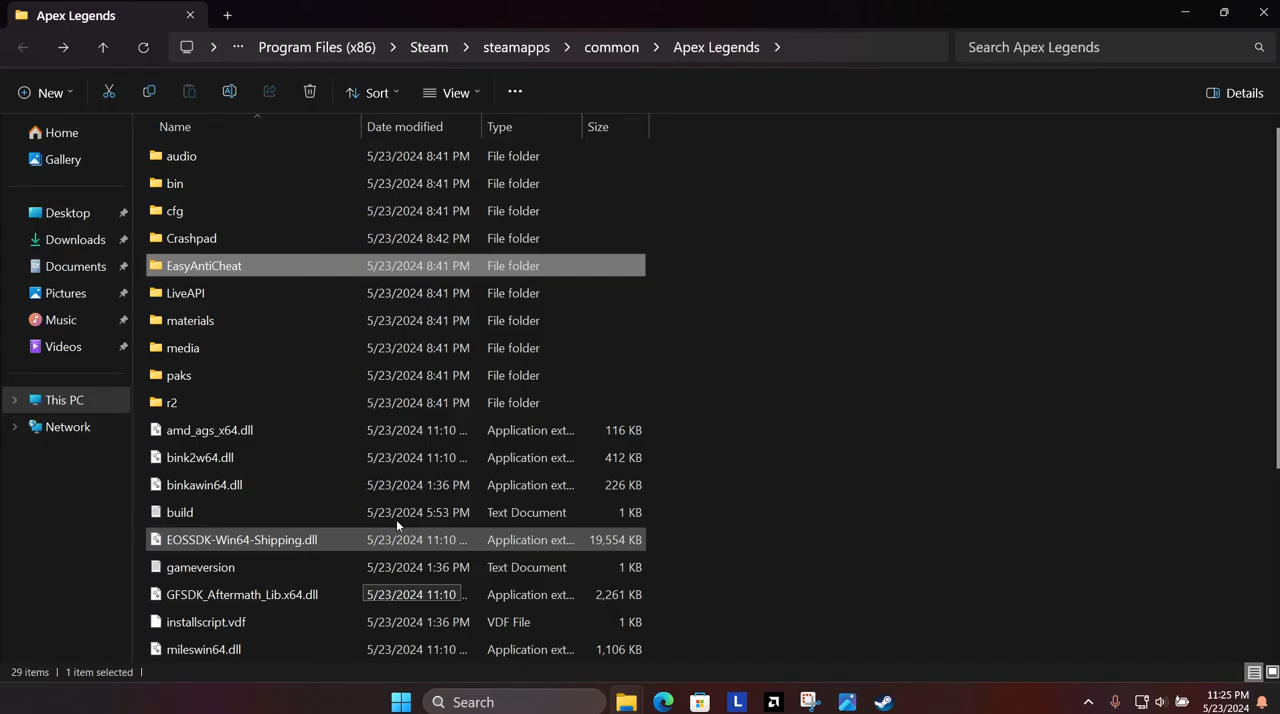 Apex Legends
Program Files (x86) Steam steamapps common Apex Legends
Search Apex Legends
New Sort View Details
Name Date modified Type Size
Home
Gallery
Desktop
Downloads
Documents
Pictures
Music
Videos
This PC
Network
audio 5/23/2024 8:41 PM File folder
bin 5/23/2024 8:41 PM File folder
cfg 5/23/2024 8:41 PM File folder
Crashpad 5/23/2024 8:42 PM File folder
EasyAntiCheat 5/23/2024 8:41 PM File folder
LiveAPI 5/23/2024 8:41 PM File folder
materials 5/23/2024 8:41 PM File folder
media 5/23/2024 8:41 PM File folder
paks 5/23/2024 8:41 PM File folder
r2 5/23/2024 8:41 PM File folder
amd_ags_x64.dll 5/23/2024 11:10 ... Application ext... 116 KB
bink2w64.dll 5/23/2024 11:10 ... Application ext... 412 KB
binkawin64.dll 5/23/2024 1:36 PM Application ext... 226 KB
build 5/23/2024 5:53 PM Text Document 1 KB
EOSSDK-Win64-Shipping.dll 5/23/2024 11:10 ... Application ext... 19,554 KB
gameversion 5/23/2024 1:36 PM Text Document 1 KB
GFSDK_Aftermath_Lib.x64.dll 5/23/2024 11:10 .. Application ext... 2,261 KB
installscript.vdf 5/23/2024 1:36 PM VDF File 1 KB
mileswin64.dll 5/23/2024 11:10 ... Application ext... 1,106 KB
29 items 1 item selected
Search
L
11:25 PM
5/23/2024